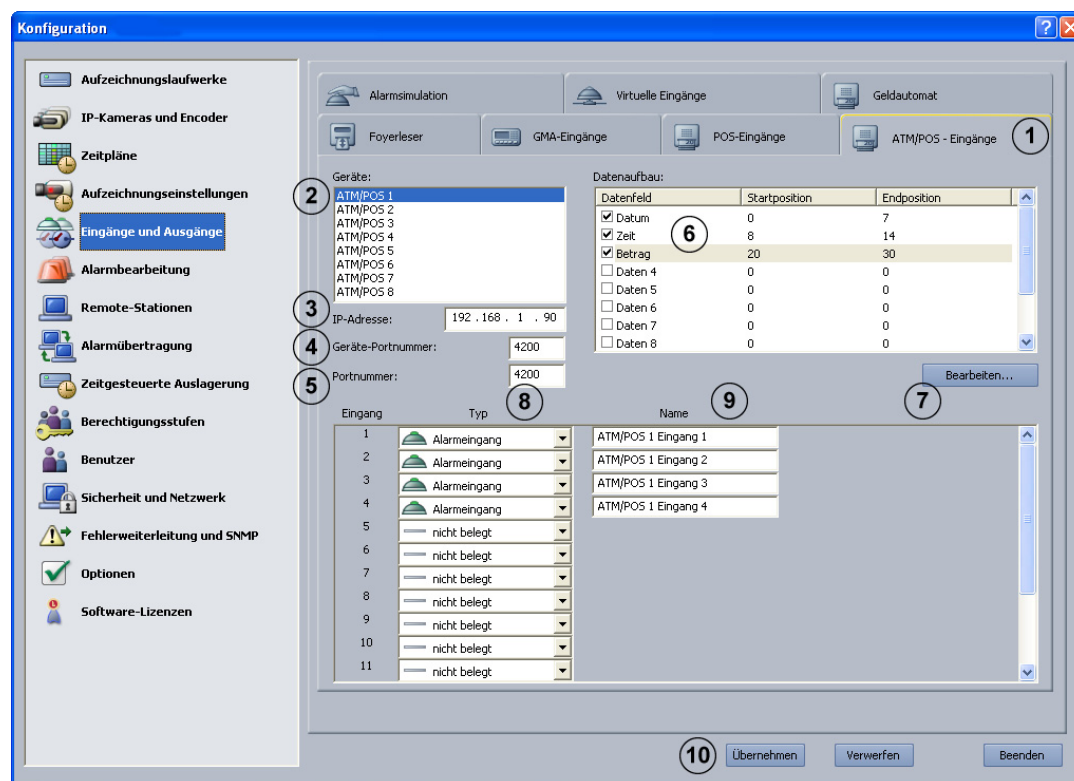 Konfiguration
Aufzeichnungslaufwerke
IP-Kameras und Encoder
Zeitpläne
Aufzeichnungseinstellungen
Eingänge und Ausgänge
Alarmbearbeitung
Remote-Stationen
Alarmübertragung
Zeitgesteuerte Auslagerung
Berechtigungsstufen
Benutzer
Sicherheit und Netzwerk
Fehlerweiterleitung und SNMP
Optionen
Software-Lizenzen
Alarmsimulation
Virtuelle Eingänge
Geldautomat
Foyerleser
GMA-Eingänge
POS-Eingänge
ATM/POS - Eingänge
1
Geräte:
2
ATM/POS 1
ATM/POS 2
ATM/POS 3
ATM/POS 4
ATM/POS 5
ATM/POS 6
ATM/POS 7
ATM/POS 8
3
IP-Adresse: 192 . 168 . 1 . 90
4
Geräte-Portnummer: 4200
5
Portnummer: 4200
Datenaufbau:
Datenfeld Startposition Endposition
Datum 0 7
Zeit 8 14
6
Betrag 20 30
Daten 4 0 0
Daten 5 0 0
Daten 6 0 0
Daten 7 0 0
Daten 8 0 0
Bearbeiten...
7
8
9
Eingang Typ Name
1 Alarmeingang ATM/POS 1 Eingang 1
2 Alarmeingang ATM/POS 1 Eingang 2
3 Alarmeingang ATM/POS 1 Eingang 3
4 Alarmeingang ATM/POS 1 Eingang 4
5 nicht belegt
6 nicht belegt
7 nicht belegt
8 nicht belegt
9 nicht belegt
10 nicht belegt
11 nicht belegt
10
Übernehmen
Verwerfen
Beenden